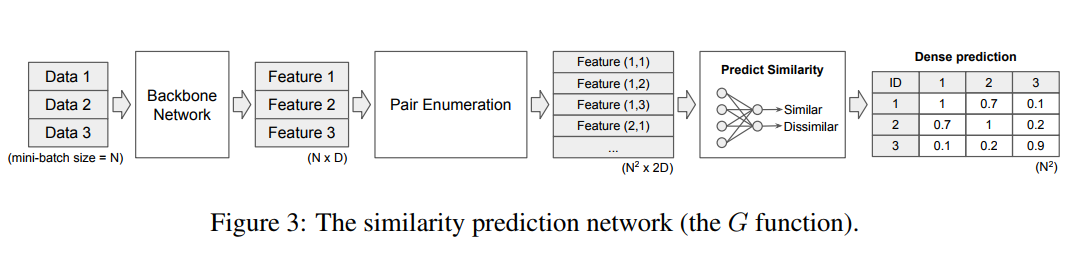 Data 1
Data 2
Data 3
(mini-batch size = N)
Backbone
Network
Feature 1
Feature 2
Feature 3
(N x D)
Pair Enumeration
Feature (1,1)
Feature (1,2)
Feature (1,3)
Feature (2,1)
...
(N² x 2D)
Predict Similarity
Similar
Dissimilar
Dense prediction
ID 1 2 3
1 1 0.7 0.1
2 0.7 1 0.2
3 0.1 0.2 0.9
(N²)
Figure 3: The similarity prediction network (the G function).